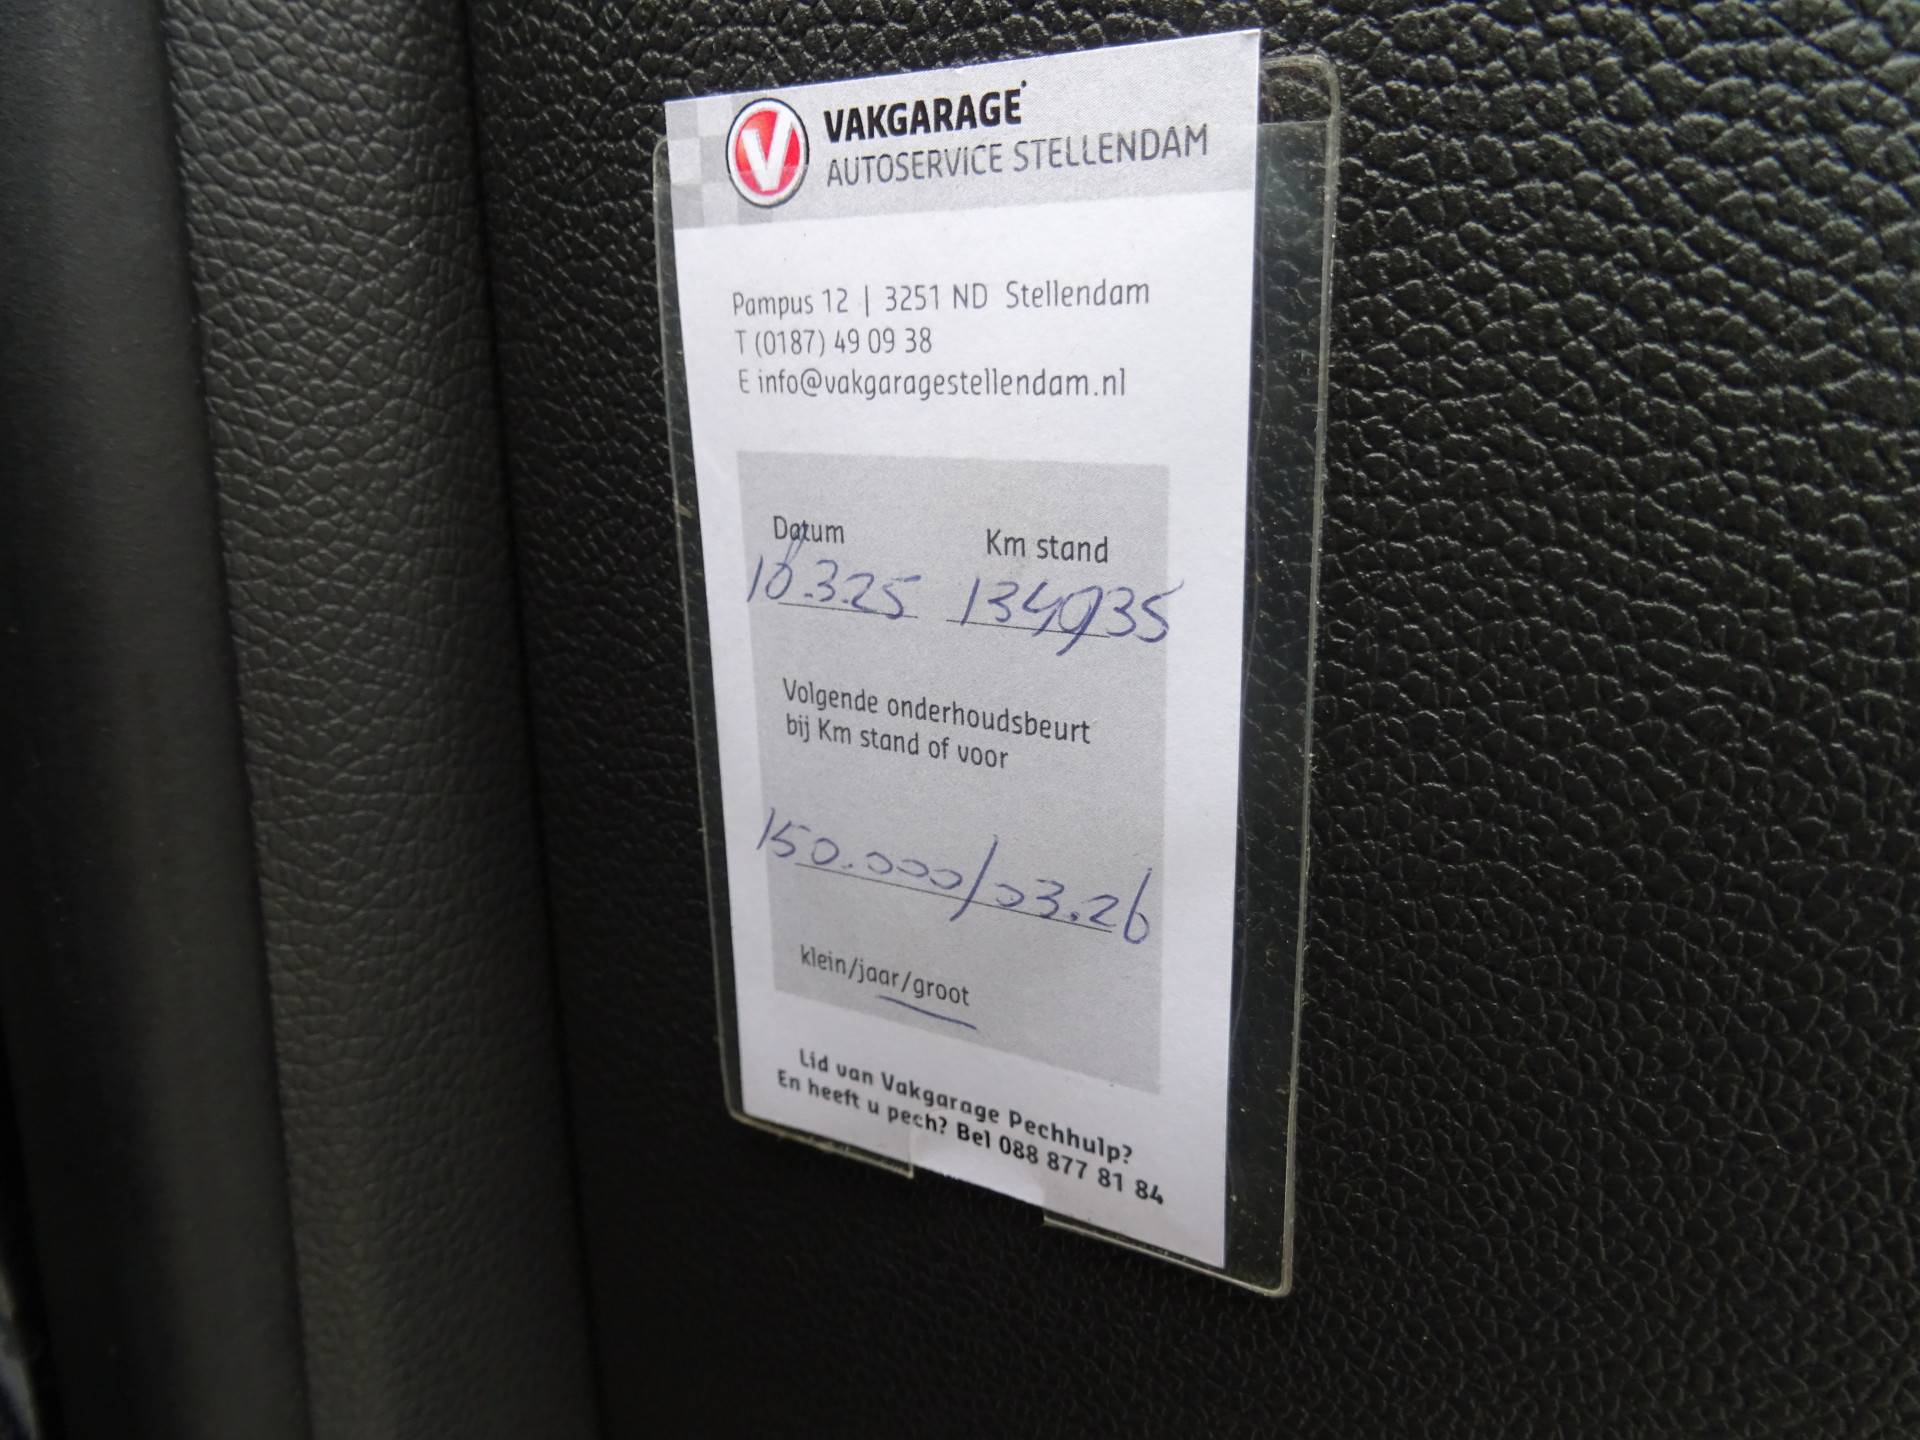 VAKGARAGE
AUTOSERVICE STELLENDAM
Pampus 12 | 3251 ND Stellendam
T (0187) 49 09 38
E info@vakgaragestellendam.nl
Datum Km stand
10.3.25 134935
Volgende onderhoudsbeurt
bij Km stand of voor
150.000/03.26
klein/jaar/groot
Lid van Vakgarage Pechhulp?
En heeft u pech? Bel 088 877 81 84